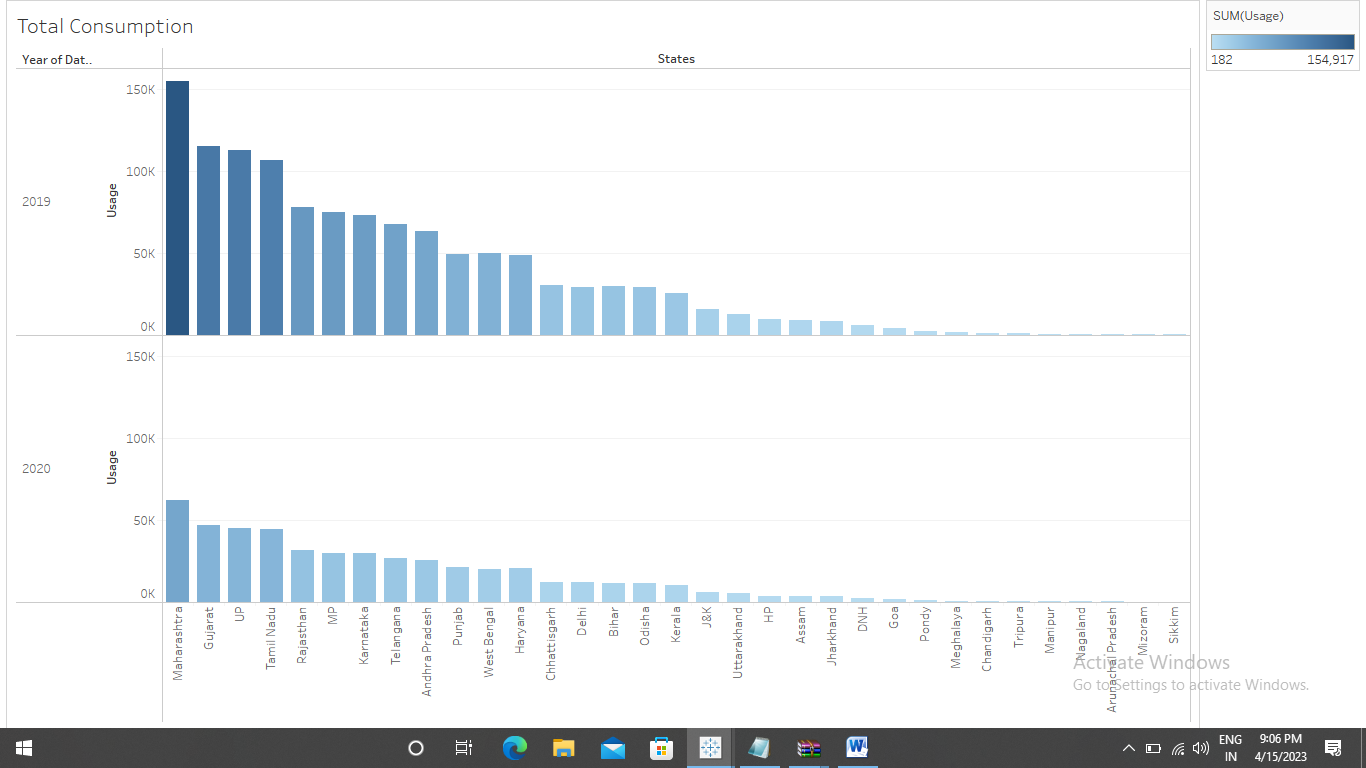 Total Consumption
SUM(Usage)
182 154,917
Year of Dat..
States
2019
Usage
150K
100K
50K
0K
2020
Usage
150K
100K
50K
0K
Maharashtra
Gujarat
UP
Tamil Nadu
Rajasthan
MP
Karnataka
Telangana
Andhra Pradesh
Punjab
West Bengal
Haryana
Chhattisgarh
Delhi
Bihar
Odisha
Kerala
J&K
Uttarakhand
HP
Assam
Jharkhand
DNH
Goa
Pondy
Meghalaya
Chandigarh
Tripura
Manipur
Nagaland
Arunachal Pradesh
Mizoram
Sikkim
Activate Windows
Go to Settings to activate Windows.
ENG
IN
9:06 PM
4/15/2023